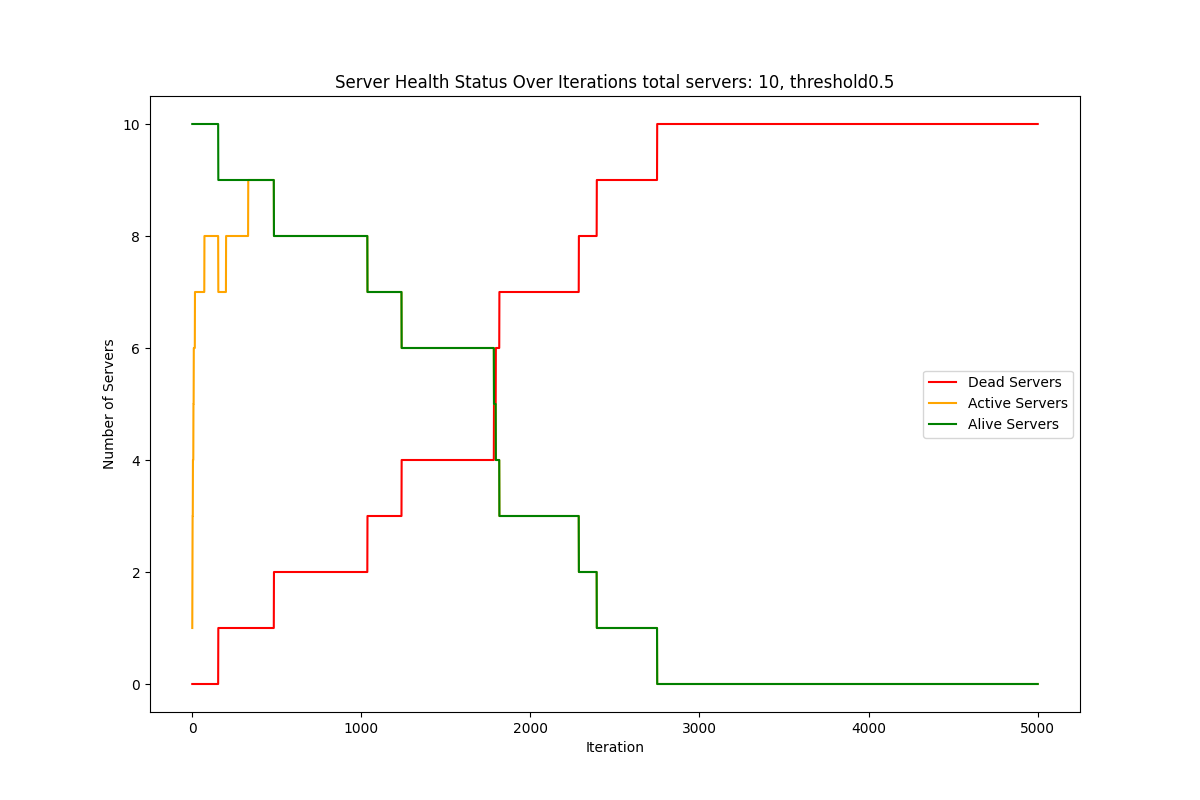 Server Health Status Over Iterations total servers: 10, threshold0.5
Number of Servers
10
8
6
4
2
0
Dead Servers
Active Servers
Alive Servers
0 1000 2000 3000 4000 5000
Iteration